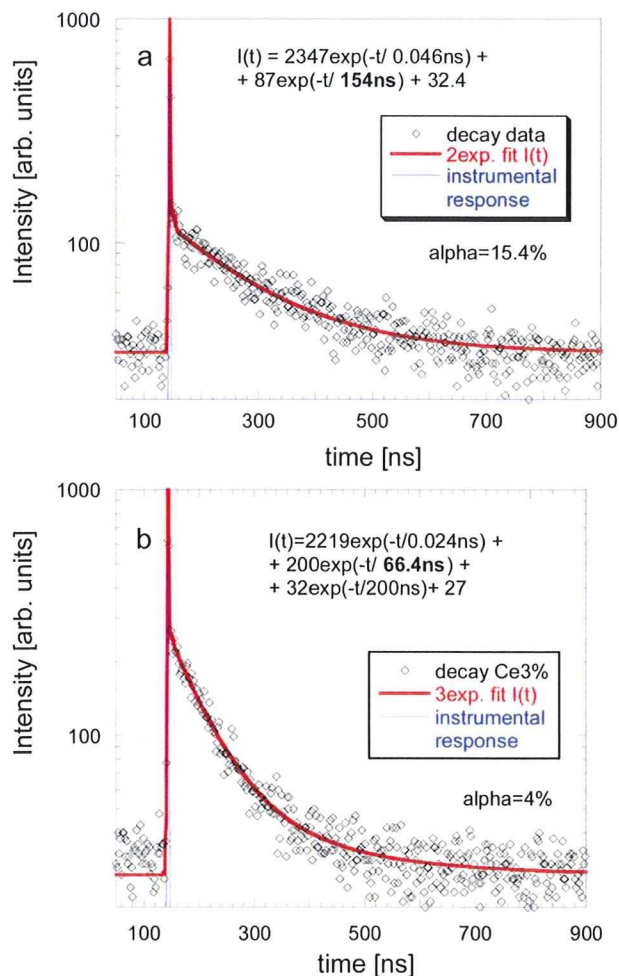 1000
a
I(t) = 2347exp(-t/ 0.046ns) +
+ 87exp(-t/ 154ns) + 32.4
decay data
2exp. fit I(t)
instrumental
response
alpha=15.4%
100
Intensity [arb. units]
100 300 500 700 900
time [ns]
1000
b
I(t)=2219exp(-t/0.024ns) +
+ 200exp(-t/ 66.4ns) +
+ 32exp(-t/200ns)+ 27
decay Ce3%
3exp. fit I(t)
instrumental
response
alpha=4%
100
Intensity [arb. units]
100 300 500 700 900
time [ns]